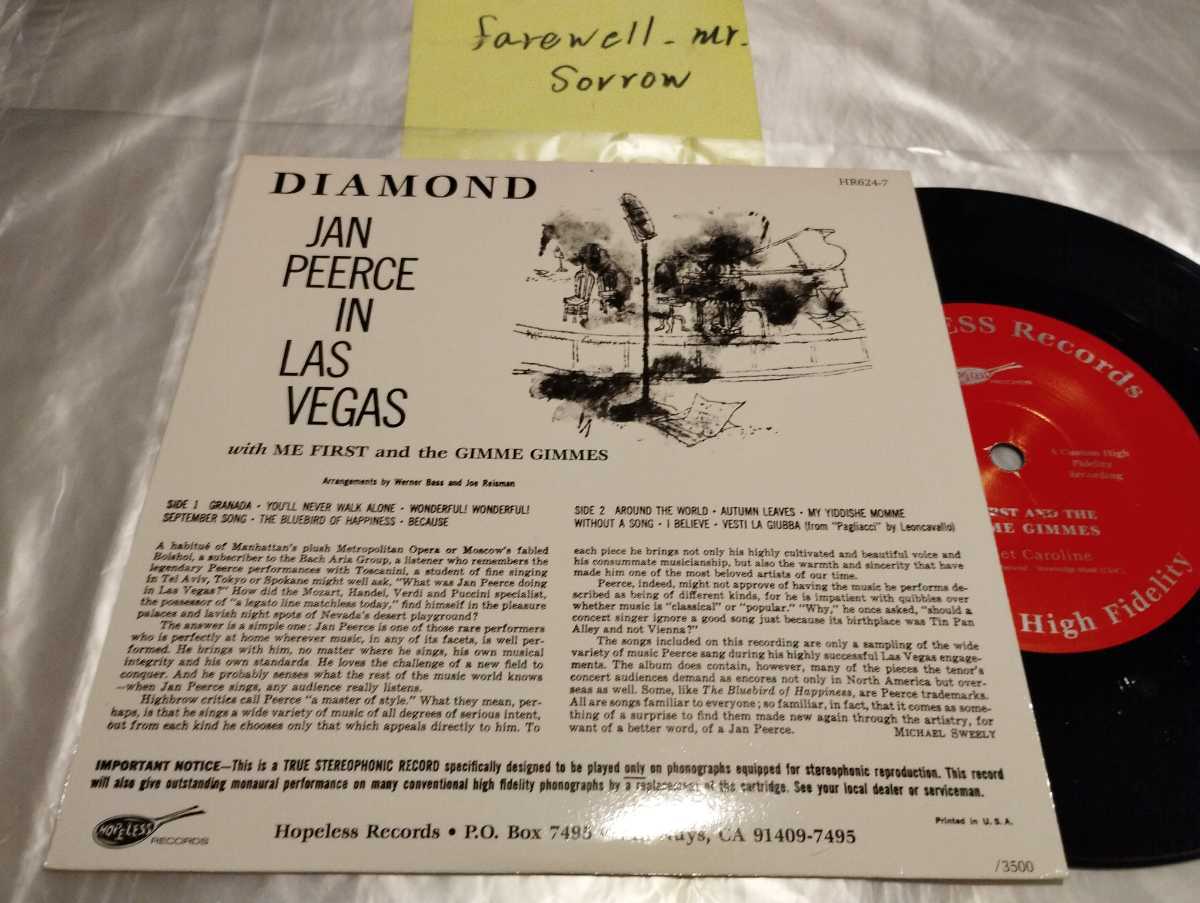 farewell - mr.
Sorrow
DIAMOND
HR624-7
JAN
PEERCE
IN
LAS
VEGAS
with ME FIRST and the GIMME GIMMES
Arrangements by Werner Bass and Joe Reisman
SIDE 1 GRANADA • YOU'LL NEVER WALK ALONE • WONDERFUL! WONDERFUL!
SEPTEMBER SONG • THE BLUEBIRD OF HAPPINESS • BECAUSE
SIDE 2 AROUND THE WORLD • AUTUMN LEAVES • MY YIDDISHE MOMME
WITHOUT A SONG • I BELIEVE • VESTI LA GIUBBA (from "Pagliacci" by Leoncavallo)
A habitué of Manhattan's plush Metropolitan Opera or Moscow's fabled
Bolshoi, a subscriber to the Bach Aria Group, a listener who remembers the
legendary Peerce performances with Toscanini, a student of fine singing
in Tel Aviv, Tokyo or Spokane might well ask, "What was Jan Peerce doing
in Las Vegas?" How did the Mozart, Handel, Verdi and Puccini specialist,
the possessor of "a legato line matchless today," find himself in the pleasure
palaces and lavish night spots of Nevada's desert playground?
The answer is a simple one: Jan Peerce is one of those rare performers
who is perfectly at home wherever music, in any of its facets, is well per-
formed. He brings with him, no matter where he sings, his own musical
integrity and his own standards. He loves the challenge of a new field to
conquer. And he probably senses what the rest of the music world knows
—when Jan Peerce sings, any audience really listens.
Highbrow critics call Peerce "a master of style." What they mean, per-
haps, is that he sings a wide variety of music of all degrees of serious intent,
but from each kind he chooses only that which appeals directly to him. To
each piece he brings not only his highly cultivated and beautiful voice and
his consummate musicianship, but also the warmth and sincerity that have
made him one of the most beloved artists of our time.
Peerce, indeed, might not approve of having the music he performs de-
scribed as being of different kinds, for he is impatient with quibbles over
whether music is "classical" or "popular." "Why," he once asked, "should a
concert singer ignore a good song just because its birthplace was Tin Pan
Alley and not Vienna?"
The songs included on this recording are only a sampling of the wide
variety of music Peerce sang during his highly successful Las Vegas engage-
ments. The album does contain, however, many of the pieces the tenor's
concert audiences demand as encores not only in North America but over-
seas as well. Some, like The Bluebird of Happiness, are Peerce trademarks.
All are songs familiar to everyone; so familiar, in fact, that it comes as some-
thing of a surprise to find them made new again through the artistry, for
want of a better word, of a Jan Peerce.
MICHAEL SWEELY
IMPORTANT NOTICE—This is a TRUE STEREOPHONIC RECORD specifically designed to be played only on phonographs equipped for stereophonic reproduction. This record
will also give outstanding monaural performance on many conventional high fidelity phonographs by a replacement of the cartridge. See your local dealer or serviceman.
HOPELESS
RECORDS
Hopeless Records • P.O. Box 7495 CA 91409-7495
Printed in U.S.A.
/3500
ESS Records
A Custom High
Fidelity
Recording
RST AND THE
ME GIMMES
et Caroline
High Fidelity